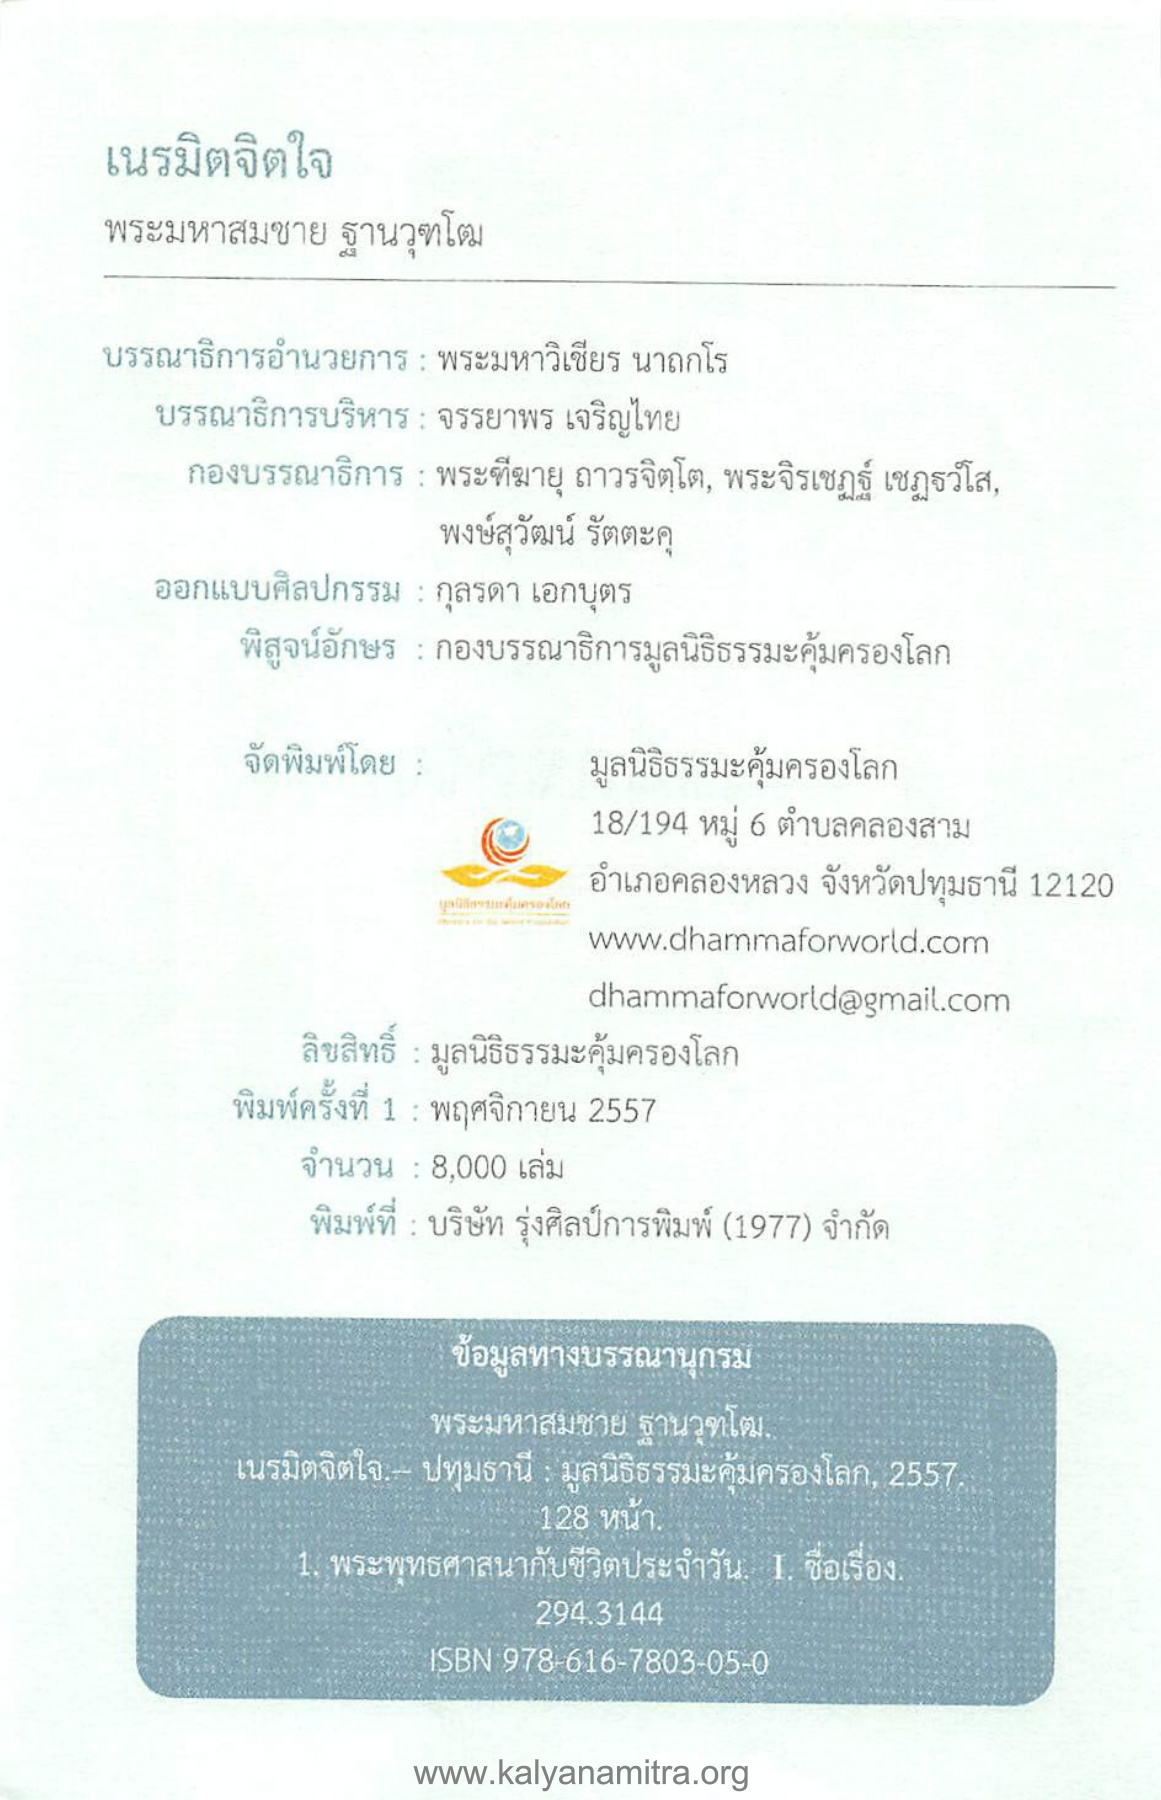 เนรมิตจิตใจ
พระมหาสมชาย ฐานวุฑโฒ
บรรณาธิการอำนวยการ : พระมหาวิเชียร นาถกโร
บรรณาธิการบริหาร : จรรยาพร เจริญไทย
กองบรรณาธิการ : พระฑีฆายุ ถาวรจิตฺโต, พระจิรเชฏฐ์ เชฏฐวํโส,
พงษ์สุวัฒน์ รัตตะคุ
ออกแบบศิลปกรรม : กุลรดา เอกบุตร
พิสูจน์อักษร : กองบรรณาธิการมูลนิธิธรรมะคุ้มครองโลก
จัดพิมพ์โดย : มูลนิธิธรรมะคุ้มครองโลก
18/194 หมู่ 6 ตำบลคลองสาม
อำเภอคลองหลวง จังหวัดปทุมธานี 12120
มูลนิธิธรรมะคุ้มครองโลก
www.dhammaforworld.com
dhammaforworld@gmail.com
ลิขสิทธิ์ : มูลนิธิธรรมะคุ้มครองโลก
พิมพ์ครั้งที่ 1 : พฤศจิกายน 2557
จำนวน : 8,000 เล่ม
พิมพ์ที่ : บริษัท รุ่งศิลป์การพิมพ์ (1977) จำกัด
ข้อมูลทางบรรณานุกรม
พระมหาสมชาย ฐานวุฑโฒ.
เนรมิตจิตใจ.– ปทุมธานี : มูลนิธิธรรมะคุ้มครองโลก, 2557.
128 หน้า.
1. พระพุทธศาสนากับชีวิตประจำวัน. I. ชื่อเรื่อง.
294.3144
ISBN 978-616-7803-05-0
www.kalyanamitra.org